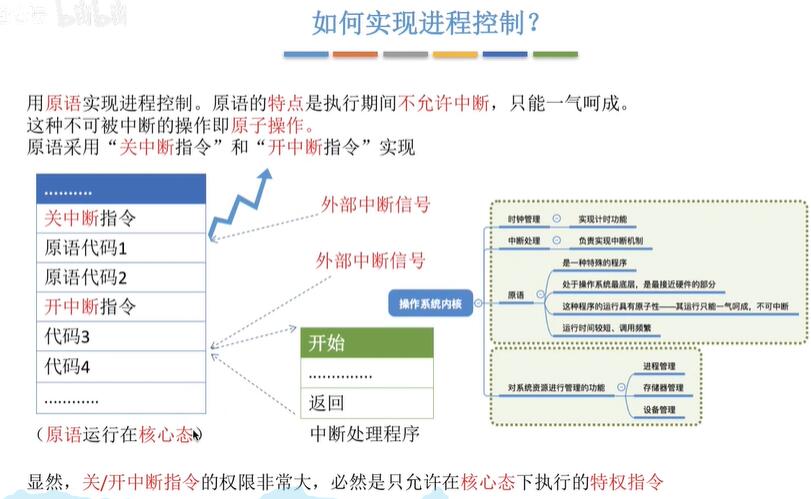 如何实现进程控制？
用原语实现进程控制。原语的特点是执行期间不允许中断，只能一气呵成。
这种不可被中断的操作即原子操作。
原语采用“关中断指令”和“开中断指令”实现
..........
关中断指令
原语代码1
原语代码2
开中断指令
代码3
代码4
............
（原语运行在核心态）
外部中断信号
外部中断信号
开始
..............
返回
中断处理程序
操作系统内核
时钟管理
实现计时功能
中断处理
负责实现中断机制
原语
是一种特殊的程序
处于操作系统最底层，是最接近硬件的部分
这种程序的运行具有原子性——其运行只能一气呵成，不可中断
运行时间较短、调用频繁
对系统资源进行管理的功能
进程管理
存储器管理
设备管理
显然，关/开中断指令的权限非常大，必然是只允许在核心态下执行的特权指令